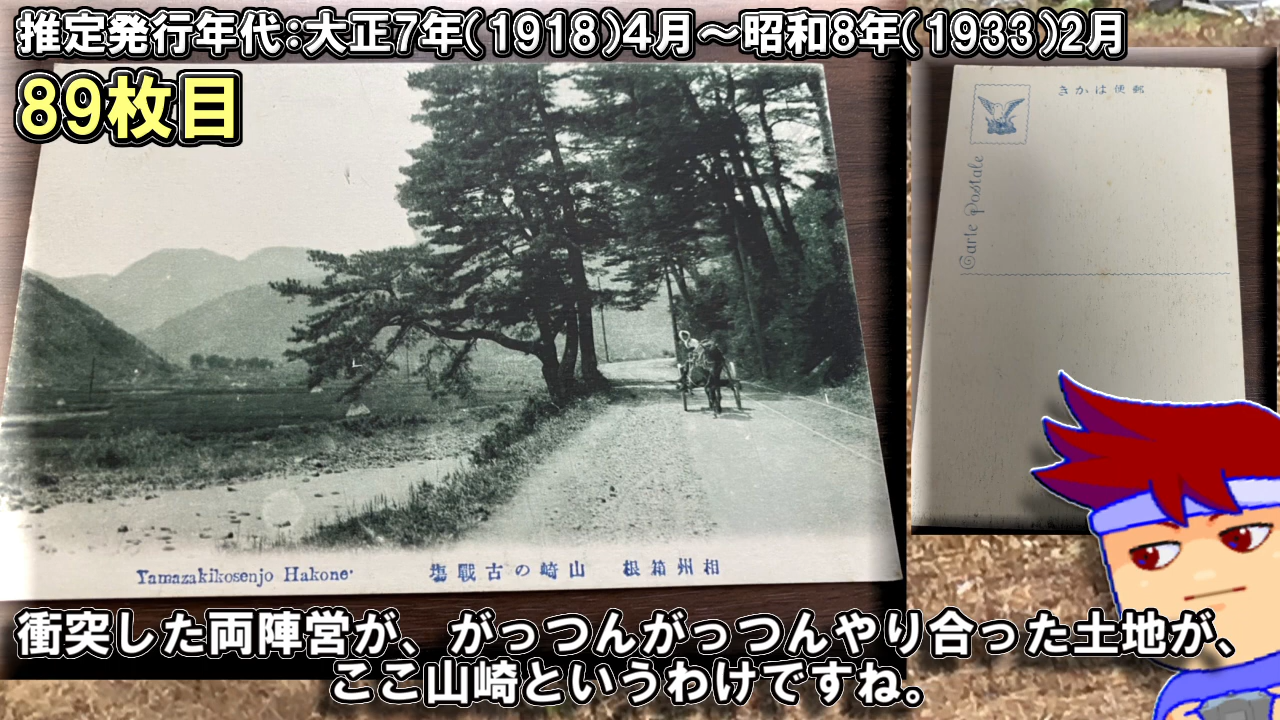 推定発行年代：大正7年（1918）4月～昭和8年（1933）2月
89枚目
きかは便郵
Carte Postale
Yamazakikosenjo Hakone
塲戰古の崎山 根箱州相
衝突した両陣営が、がっつんがっつんやり合った土地が、
ここ山崎というわけですね。